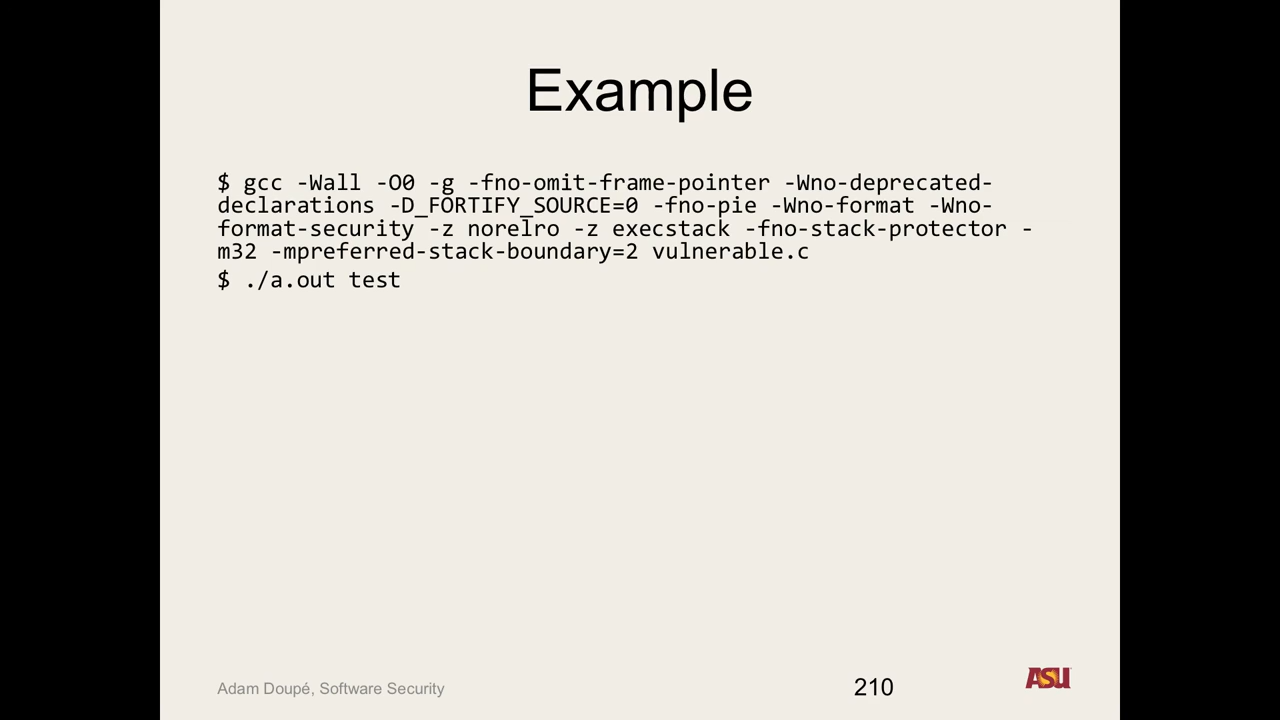 Example
$ gcc -Wall -O0 -g -fno-omit-frame-pointer -Wno-deprecated-
declarations -D_FORTIFY_SOURCE=0 -fno-pie -Wno-format -Wno-
format-security -z norelro -z execstack -fno-stack-protector -
m32 -mpreferred-stack-boundary=2 vulnerable.c
$ ./a.out test
Adam Doupé, Software Security
210
ASU